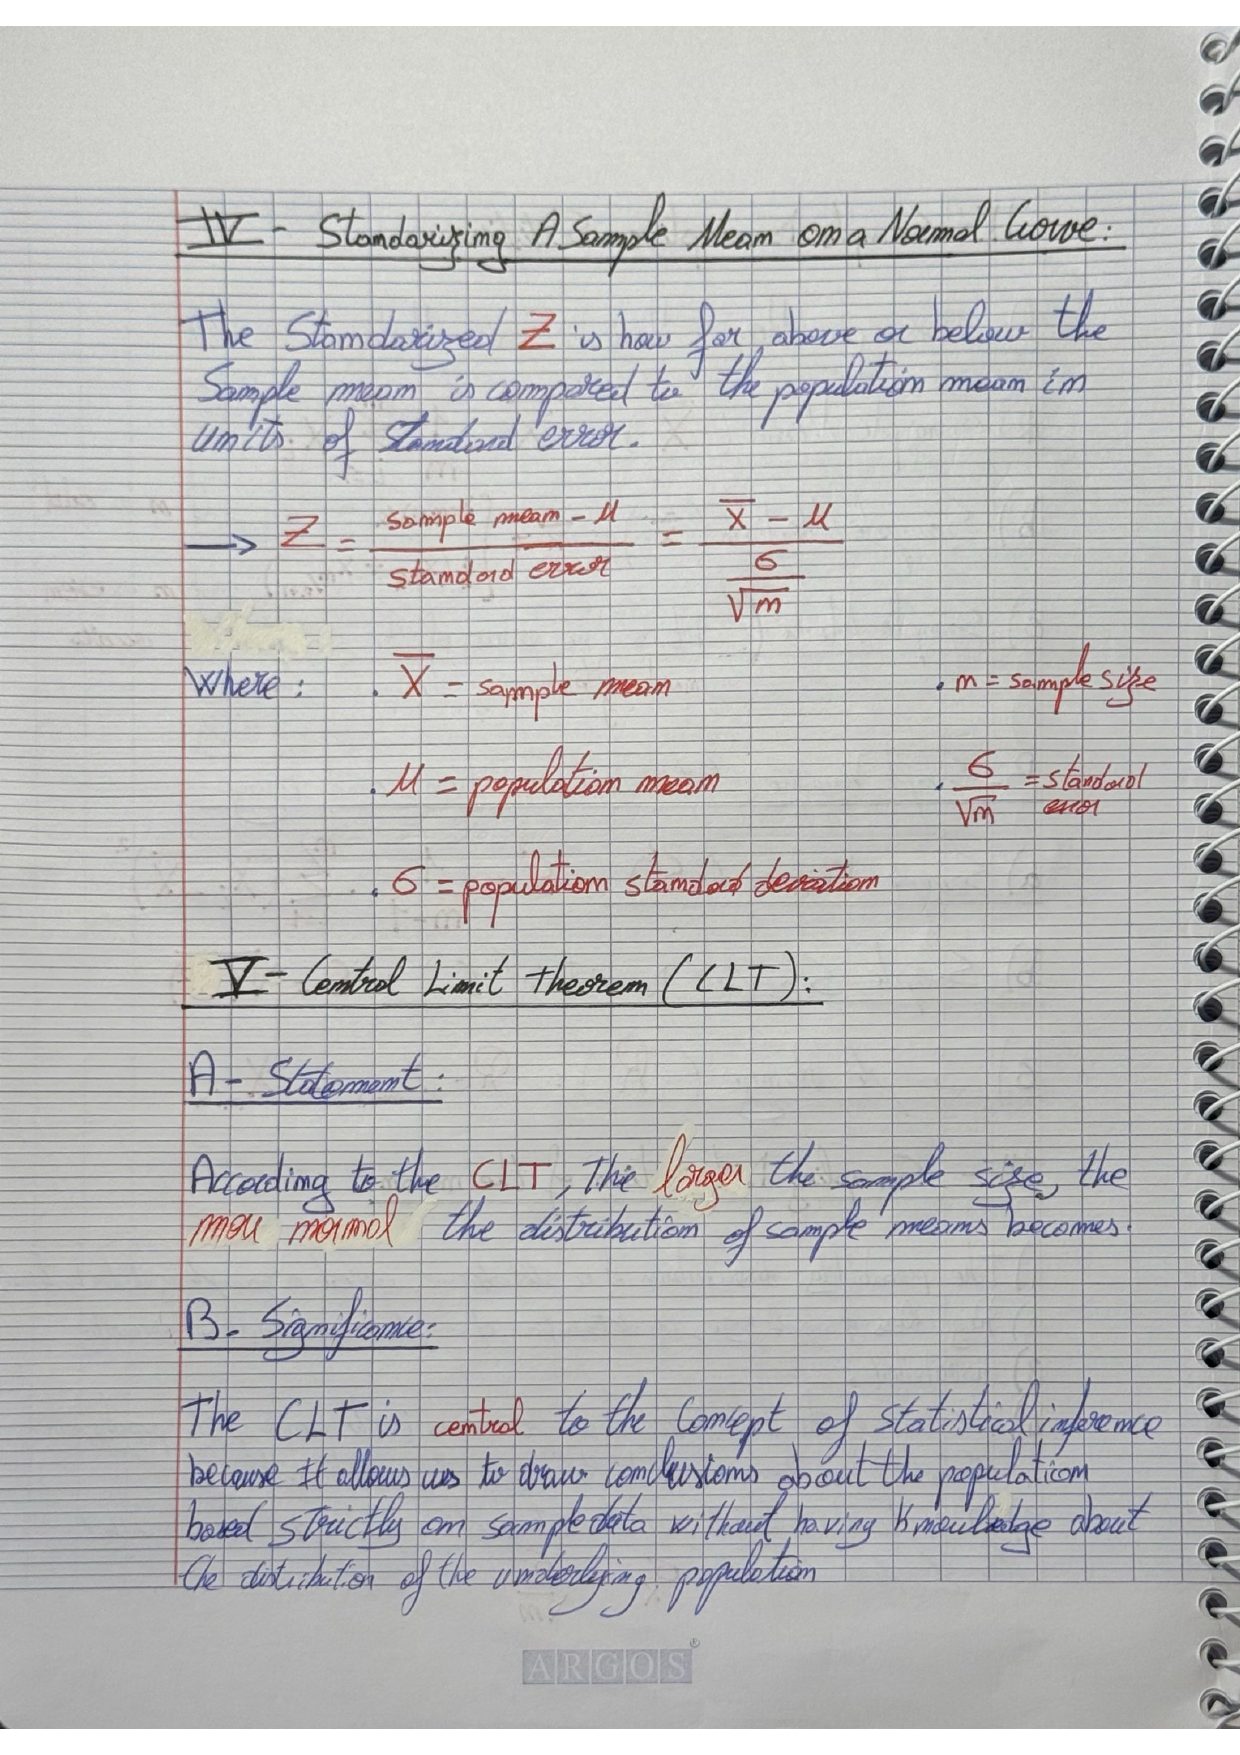 IV - Standarizing A Sample Mean on a Normal Curve:
The Standarized Z is how far above or below the
Sample mean is compared to the population mean in
units of standard error.
→ Z = sample mean - μ / standard error = X̄ - μ / (σ / √n)
Where : . X̄ = sample mean . n = sample size
. μ = population mean . σ / √n = standard error
. σ = population standard deviation
V - Central Limit Theorem (CLT):
A - Statement :
According to the CLT, The larger the sample size, the
more normal the distribution of sample means becomes.
B - Significance:
The CLT is central to the Concept of Statistical inference
because It allows us to draw conclusions about the population
based strictly on sample data without having Knowledge about
the distribution of the underlying population
ARGOS®